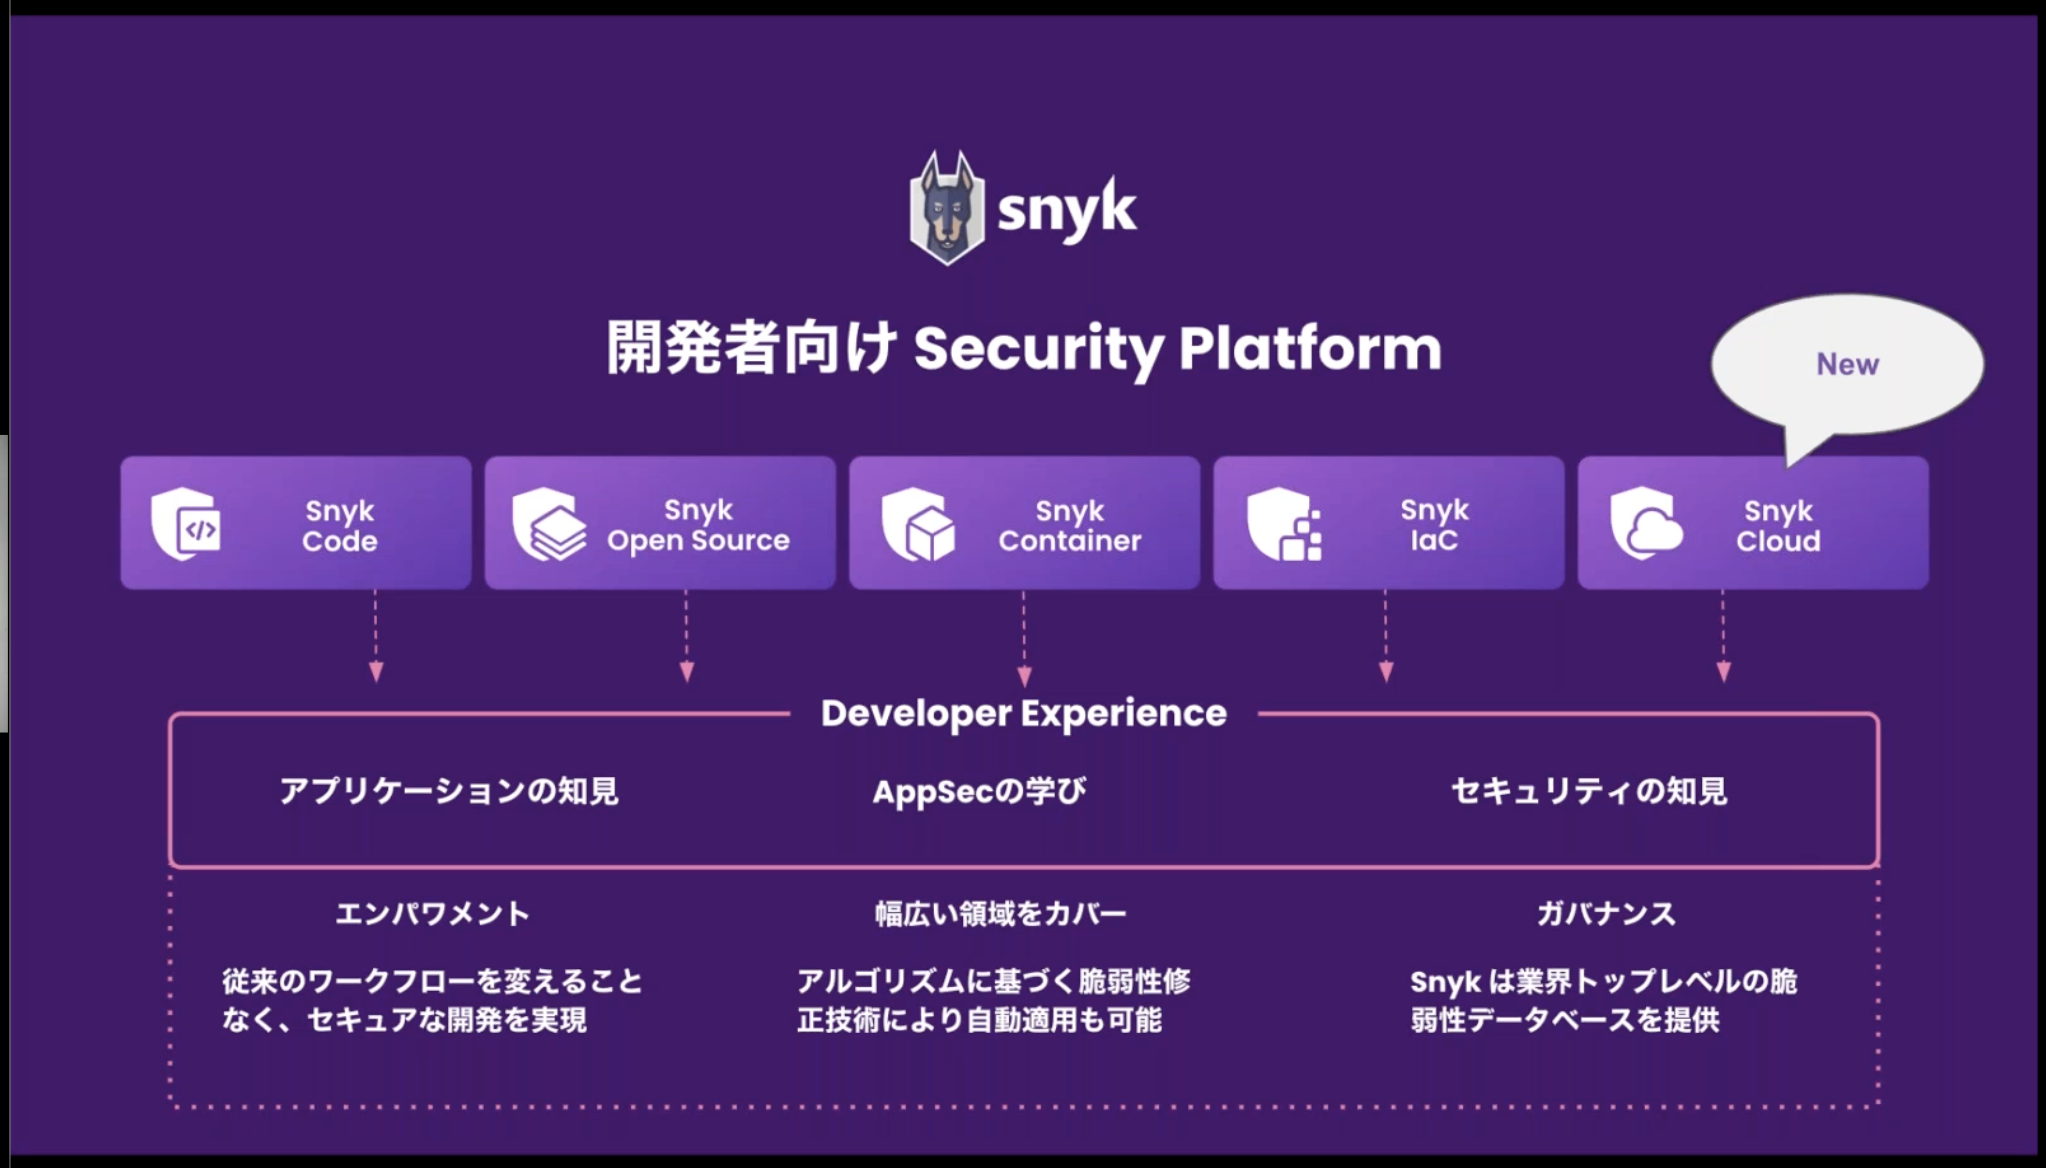 snyk
開発者向け Security Platform
New
Snyk
Code
Snyk
Open Source
Snyk
Container
Snyk
IaC
Snyk
Cloud
Developer Experience
アプリケーションの知見
AppSecの学び
セキュリティの知見
エンパワメント
従来のワークフローを変えること
なく、セキュアな開発を実現
幅広い領域をカバー
アルゴリズムに基づく脆弱性修
正技術により自動適用も可能
ガバナンス
Snyk は業界トップレベルの脆
弱性データベースを提供